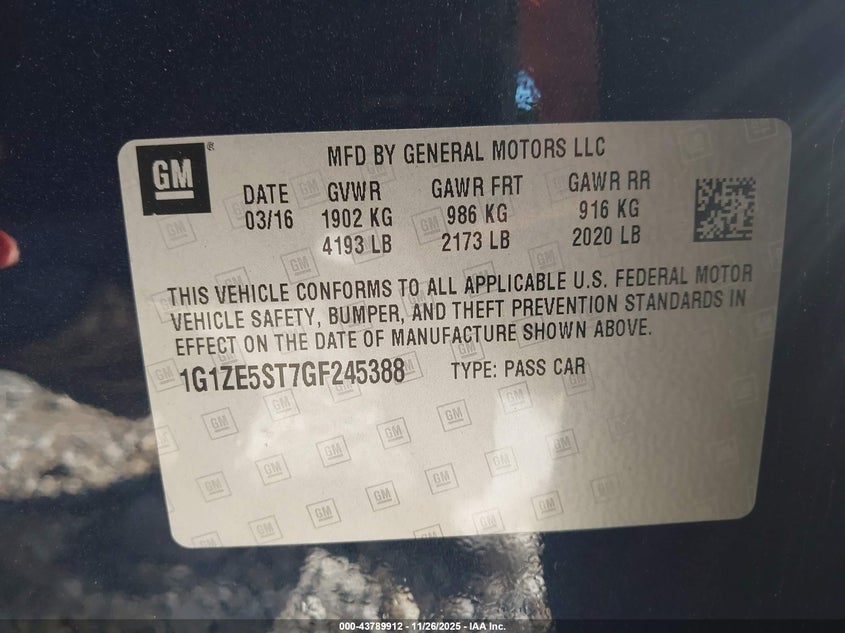 GM®
MFD BY GENERAL MOTORS LLC
DATE GVWR GAWR FRT GAWR RR
03/16 1902 KG 986 KG 916 KG
4193 LB 2173 LB 2020 LB
THIS VEHICLE CONFORMS TO ALL APPLICABLE U.S. FEDERAL MOTOR
VEHICLE SAFETY, BUMPER, AND THEFT PREVENTION STANDARDS IN
EFFECT ON THE DATE OF MANUFACTURE SHOWN ABOVE.
1G1ZE5ST7GF245388 TYPE: PASS CAR
000-43789912 - 11/26/2025 - IAA Inc.